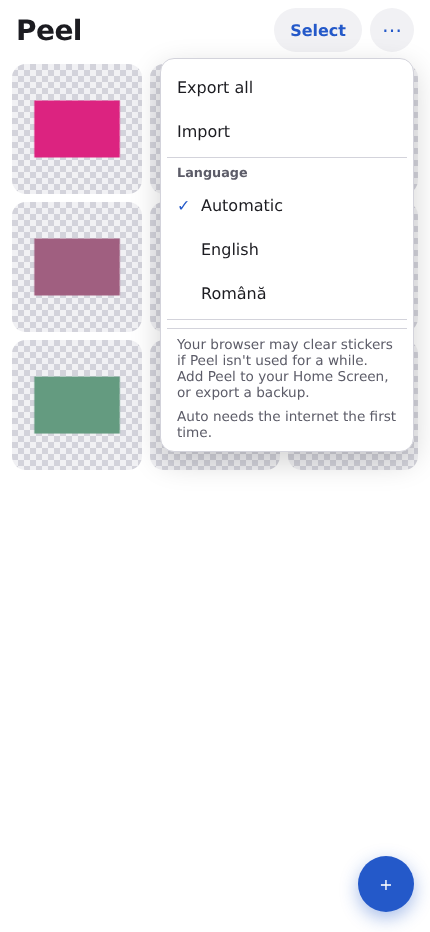 Peel
Select
...
Export all
Import
Language
✓ Automatic
English
Română
Your browser may clear stickers
if Peel isn't used for a while.
Add Peel to your Home Screen,
or export a backup.
Auto needs the internet the first
time.
+